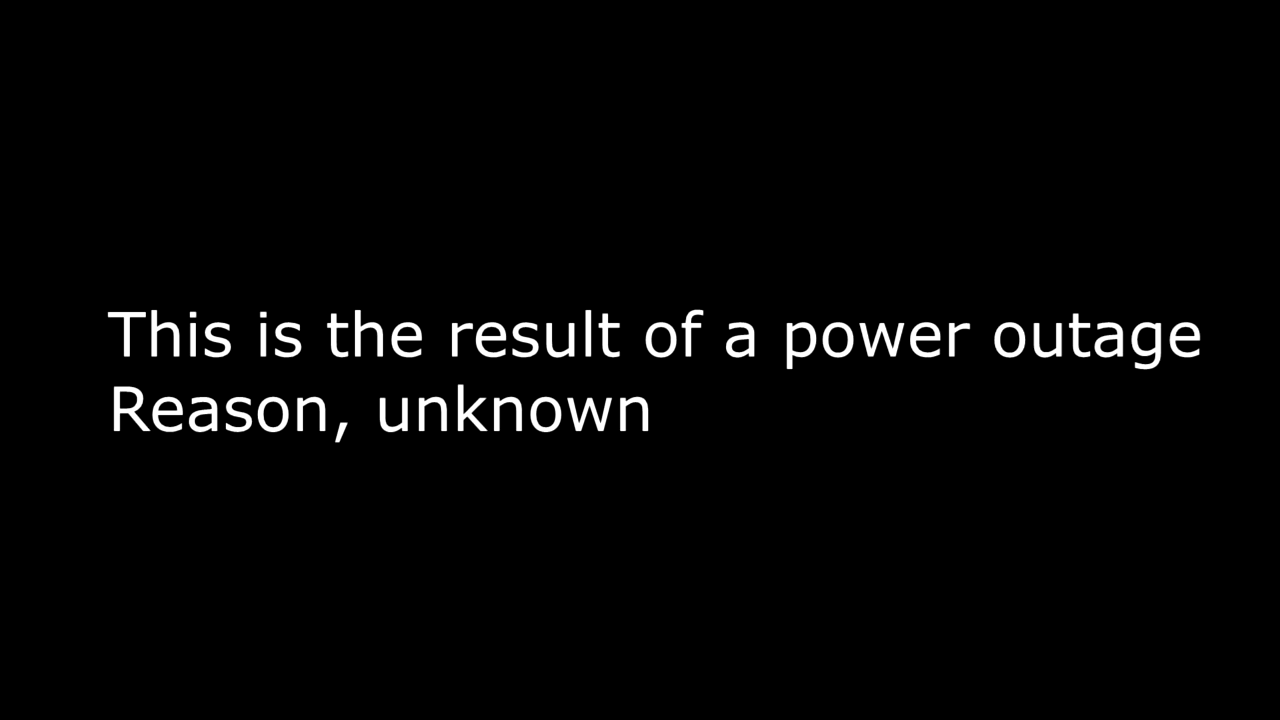 This is the result of a power outage
Reason, unknown